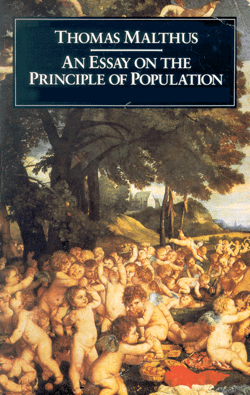 THOMAS MALTHUS
AN ESSAY ON THE
PRINCIPLE OF POPULATION